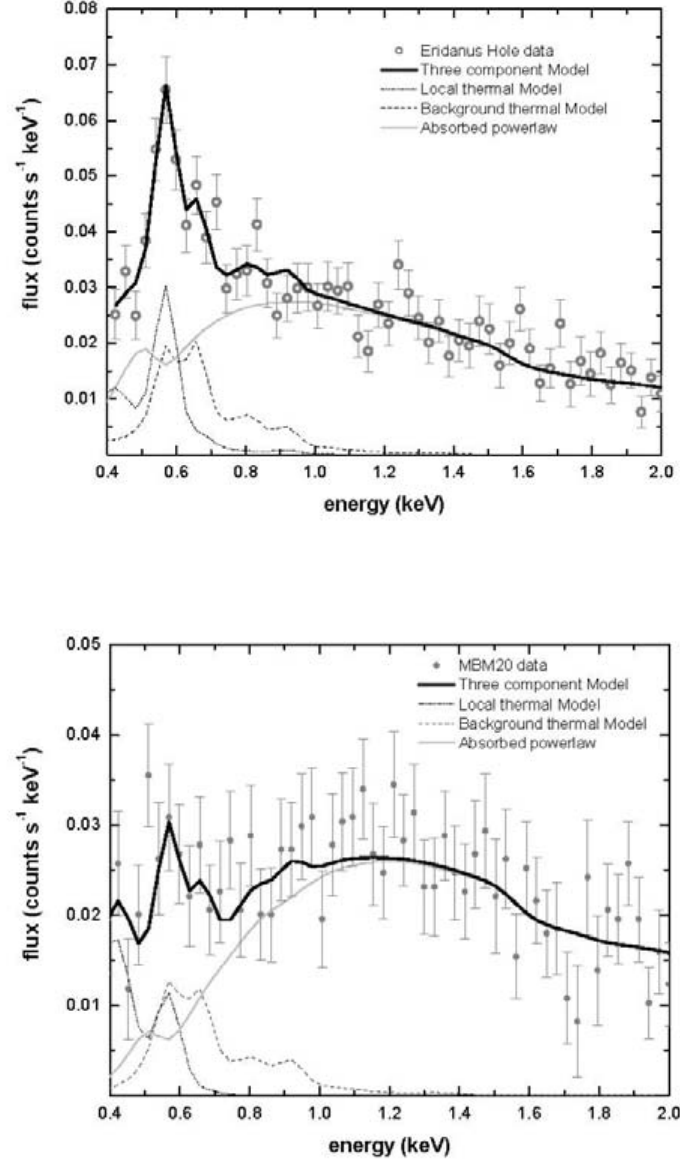 0.08
0.07
0.06
0.05
0.04
0.03
0.02
0.01
flux (counts s⁻¹ keV⁻¹)
Eridanus Hole data
Three component Model
Local thermal Model
Background thermal Model
Absorbed powerlaw
0.4 0.6 0.8 1.0 1.2 1.4 1.6 1.8 2.0
energy (keV)
0.05
0.04
0.03
0.02
0.01
flux (counts s⁻¹ keV⁻¹)
MBM20 data
Three component Model
Local thermal Model
Background thermal Model
Absorbed powerlaw
0.4 0.6 0.8 1.0 1.2 1.4 1.6 1.8 2.0
energy (keV)